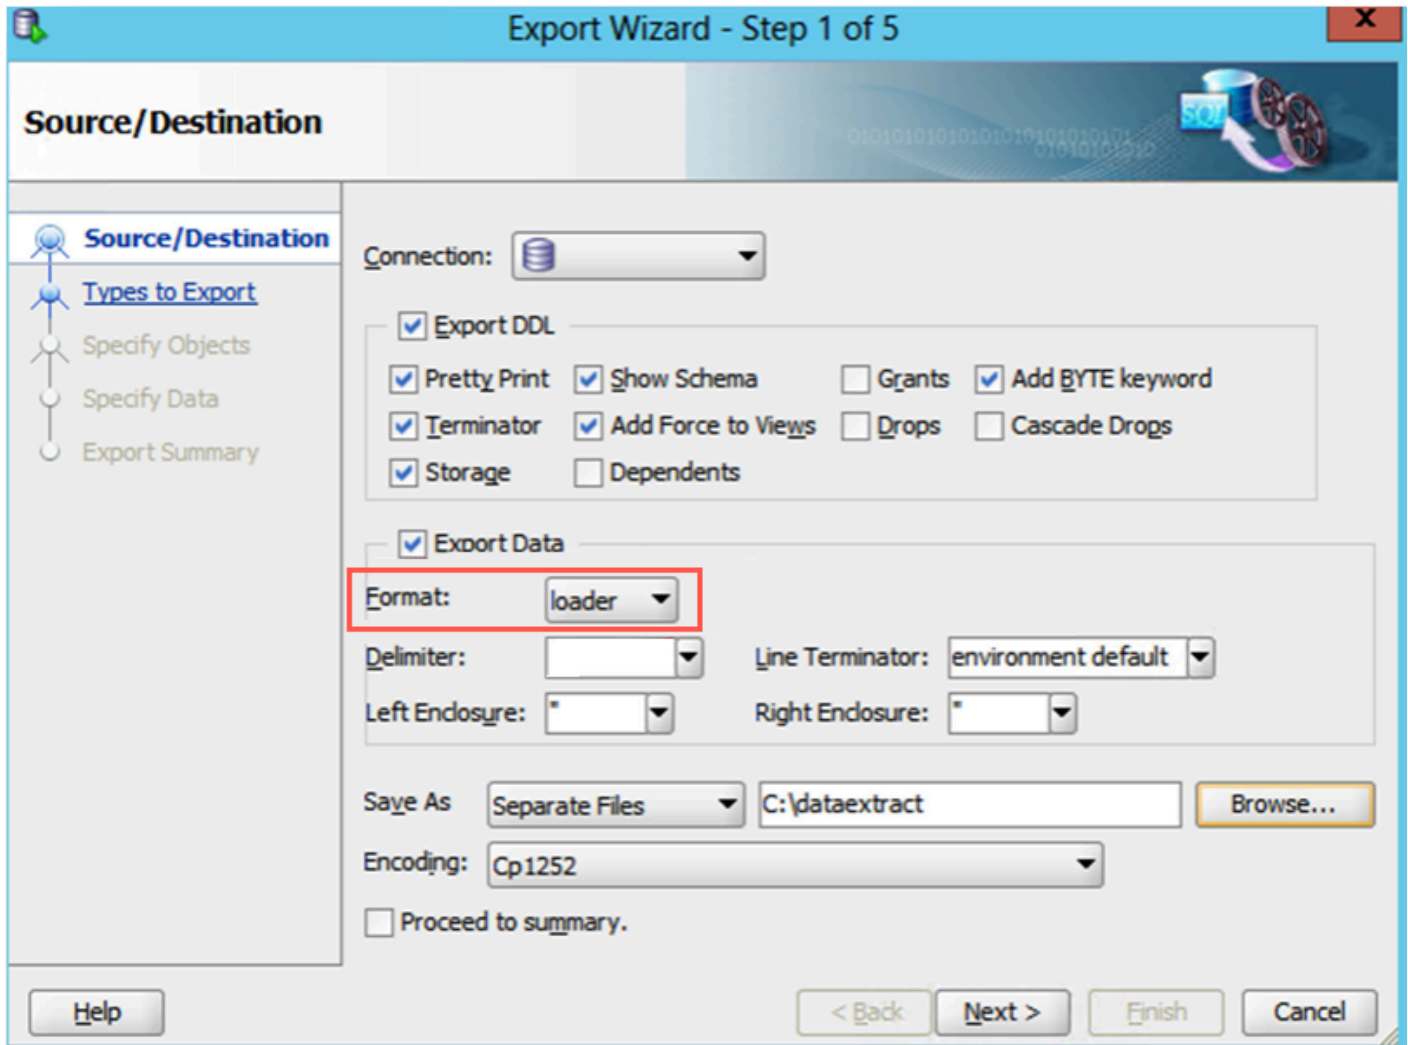 Export Wizard - Step 1 of 5
x
Source/Destination
SQL
Source/Destination
Types to Export
Specify Objects
Specify Data
Export Summary
Connection:
Export DDL
Pretty Print Show Schema Grants Add BYTE keyword
Terminator Add Force to Views Drops Cascade Drops
Storage Dependents
Export Data
Format: loader
Delimiter: Line Terminator: environment default
Left Enclosure: " Right Enclosure: "
Save As Separate Files C:\dataextract Browse...
Encoding: Cp1252
Proceed to summary.
Help < Back Next > Finish Cancel